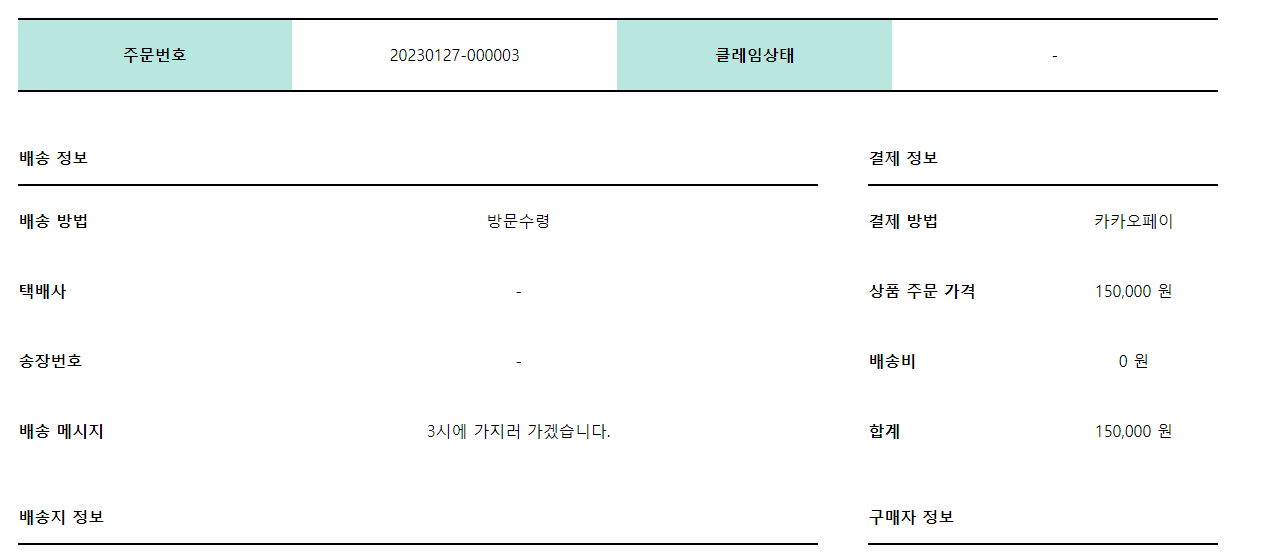 주문번호 20230127-000003 클레임상태 -
배송 정보
배송 방법 방문수령
택배사 -
송장번호 -
배송 메시지 3시에 가지러 가겠습니다.
결제 정보
결제 방법 카카오페이
상품 주문 가격 150,000 원
배송비 0 원
합계 150,000 원
배송지 정보
구매자 정보